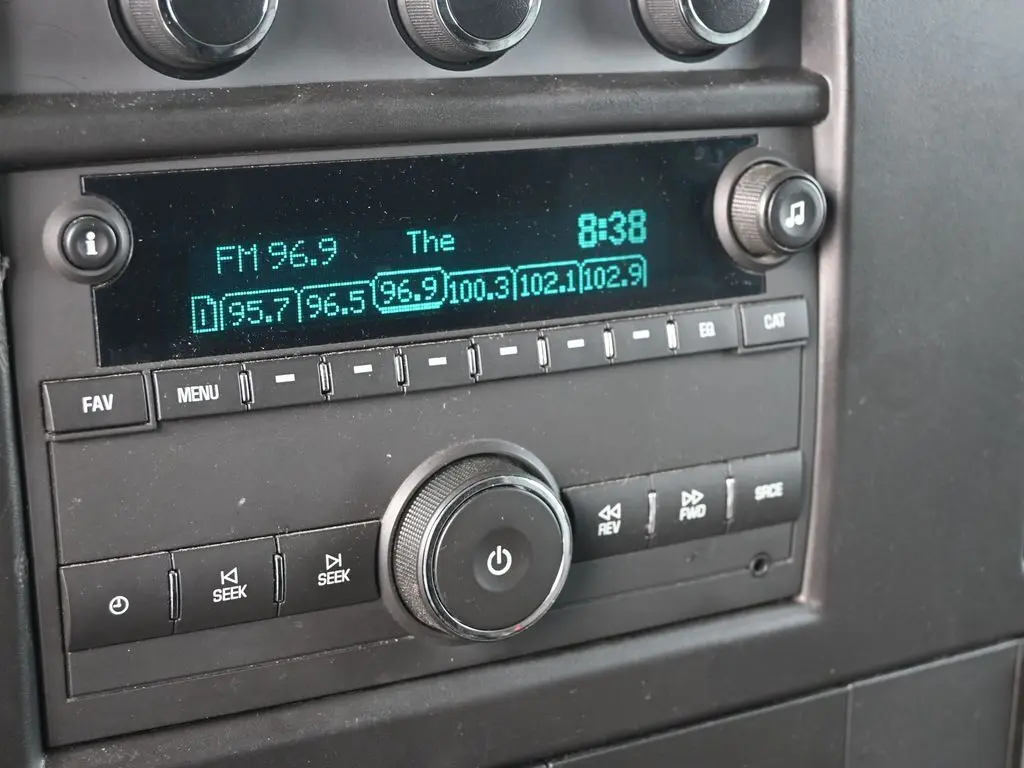 FM 96.9 The 8:38
1 95.7 96.5 96.9 100.3 102.1 102.9
FAV MENU EQ CAT
SEEK SEEK REV FWD SRCE
i